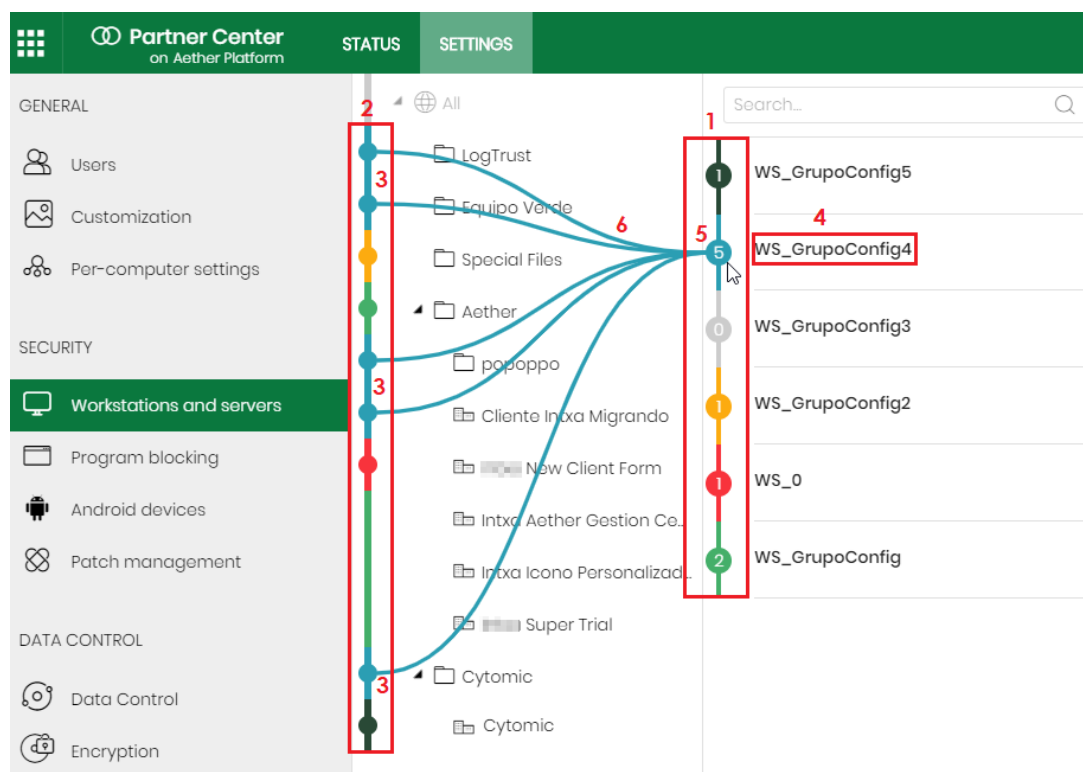 Partner Center
on Aether Platform
STATUS
SETTINGS
GENERAL
Users
Customization
Per-computer settings
SECURITY
Workstations and servers
Program blocking
Android devices
Patch management
DATA CONTROL
Data Control
Encryption
2
3
3
3
All
LogTrust
Equipo Verde
Special Files
Aether
popoppo
Cliente Intxa Migrando
New Client Form
Intxa Aether Gestion Ce...
Intxa Icono Personalizad...
Super Trial
Cytomic
Cytomic
6
Search...
1
1 WS_GrupoConfig5
4
5
5 WS_GrupoConfig4
0 WS_GrupoConfig3
1 WS_GrupoConfig2
1 WS_0
2 WS_GrupoConfig